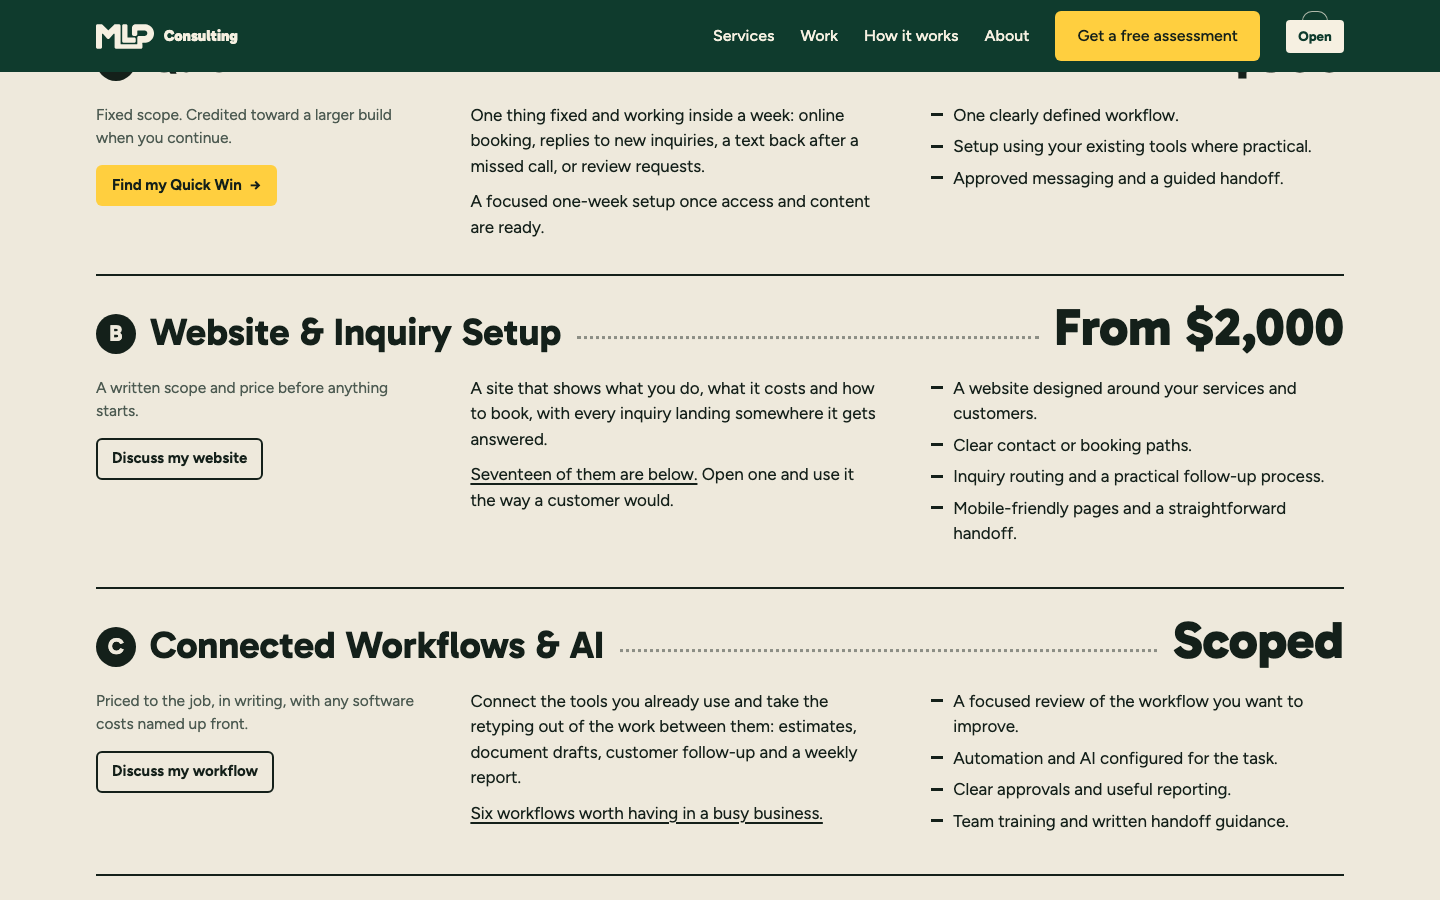 MLP Consulting
Services
Work
How it works
About
Get a free assessment
Open
Fixed scope. Credited toward a larger build
when you continue.
Find my Quick Win →
One thing fixed and working inside a week: online
booking, replies to new inquiries, a text back after a
missed call, or review requests.
A focused one-week setup once access and content
are ready.
One clearly defined workflow.
Setup using your existing tools where practical.
Approved messaging and a guided handoff.
B Website & Inquiry Setup
From $2,000
A written scope and price before anything
starts.
Discuss my website
A site that shows what you do, what it costs and how
to book, with every inquiry landing somewhere it gets
answered.
Seventeen of them are below. Open one and use it
the way a customer would.
A website designed around your services and
customers.
Clear contact or booking paths.
Inquiry routing and a practical follow-up process.
Mobile-friendly pages and a straightforward
handoff.
C Connected Workflows & AI
Scoped
Priced to the job, in writing, with any software
costs named up front.
Discuss my workflow
Connect the tools you already use and take the
retyping out of the work between them: estimates,
document drafts, customer follow-up and a weekly
report.
Six workflows worth having in a busy business.
A focused review of the workflow you want to
improve.
Automation and AI configured for the task.
Clear approvals and useful reporting.
Team training and written handoff guidance.